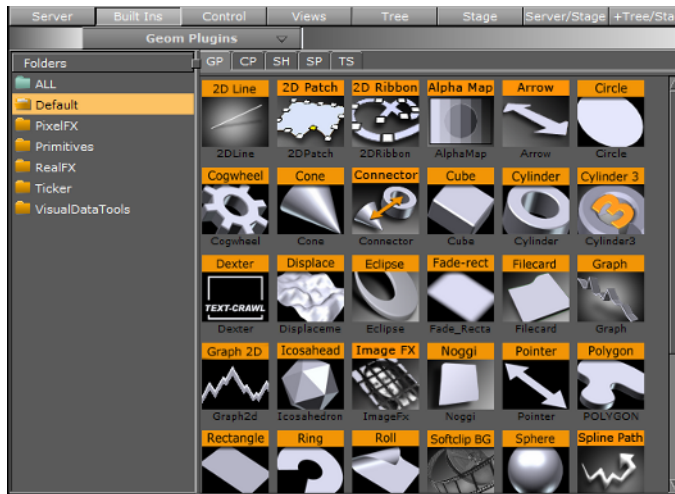 Server Built Ins Control Views Tree Stage Server/Stage +Tree/Sta
Geom Plugins
Folders GP CP SH SP TS
ALL
Default
PixelFX
Primitives
RealFX
Ticker
VisualDataTools
2D Line 2D Patch 2D Ribbon Alpha Map Arrow Circle
2DLine 2DPatch 2DRibbon AlphaMap Arrow Circle
Cogwheel Cone Connector Cube Cylinder Cylinder 3
3
Cogwheel Cone Connector Cube Cylinder Cylinder3
Dexter Displace Eclipse Fade-rect Filecard Graph
TEXT-CRAWL
Dexter Displaceme Eclipse Fade_Recta Filecard Graph
Graph 2D Icosahead Image FX Noggi Pointer Polygon
Graph2d Icosahedron ImageFx Noggi Pointer POLYGON
Rectangle Ring Roll Softclip BG Sphere Spline Path